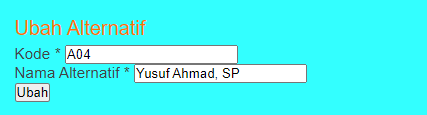 Ubah Alternatif
Kode * A04
Nama Alternatif * Yusuf Ahmad, SP
Ubah